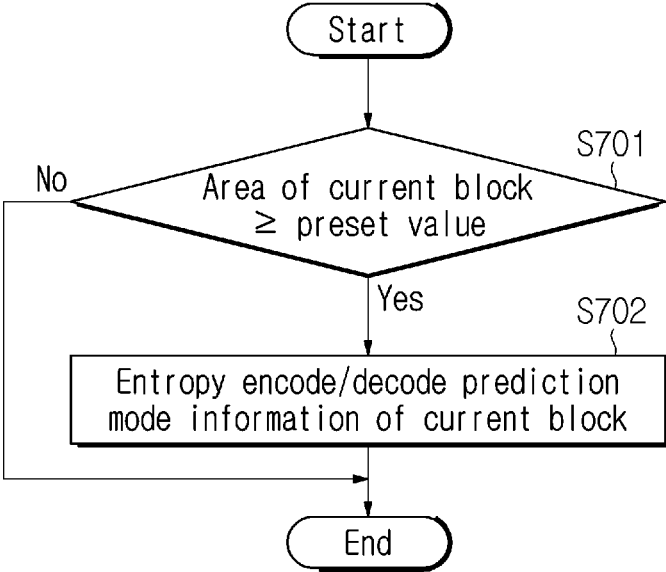 Start
S701
No
Area of current block
≥ preset value
Yes
S702
Entropy encode/decode prediction
mode information of current block
End